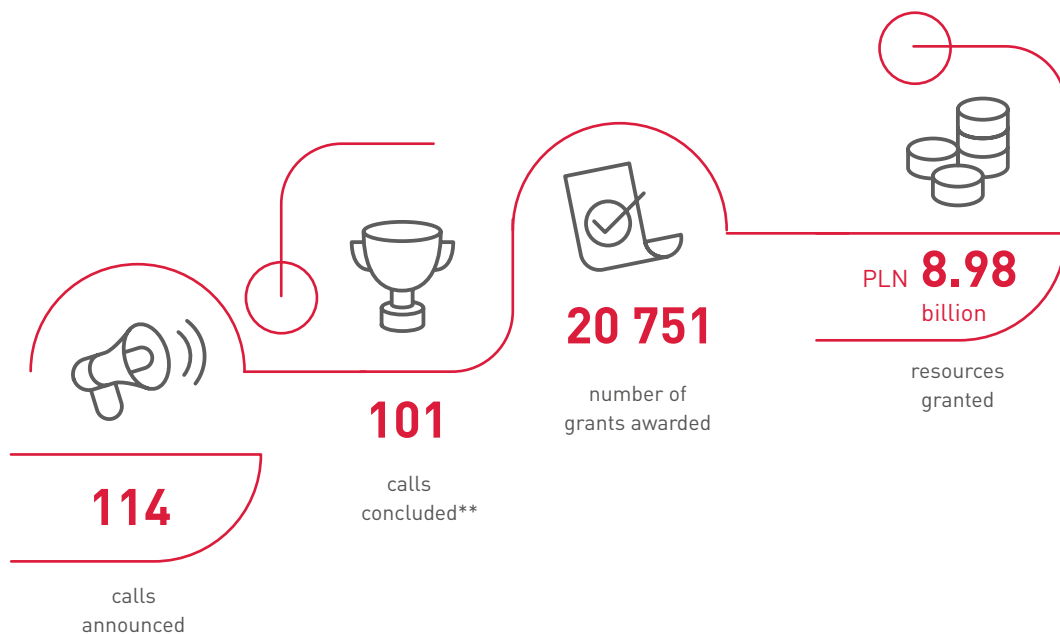 114
calls
announced
101
calls
concluded**
20 751
number of
grants awarded
PLN 8.98
billion
resources
granted